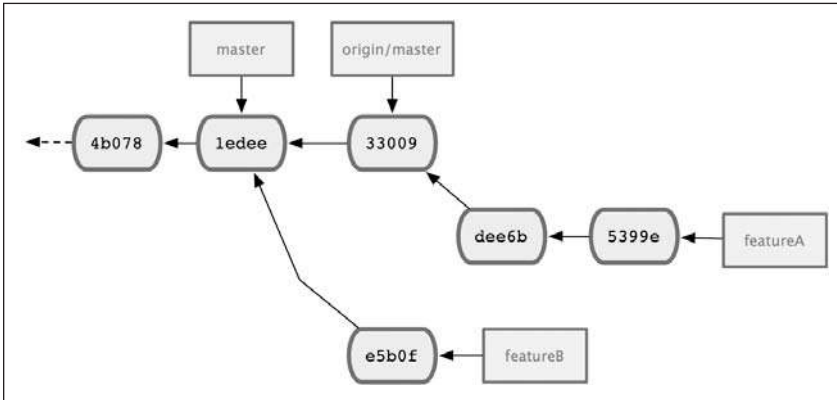 master
origin/master
4b078
1edee
33009
dee6b
5399e
featureA
e5b0f
featureB